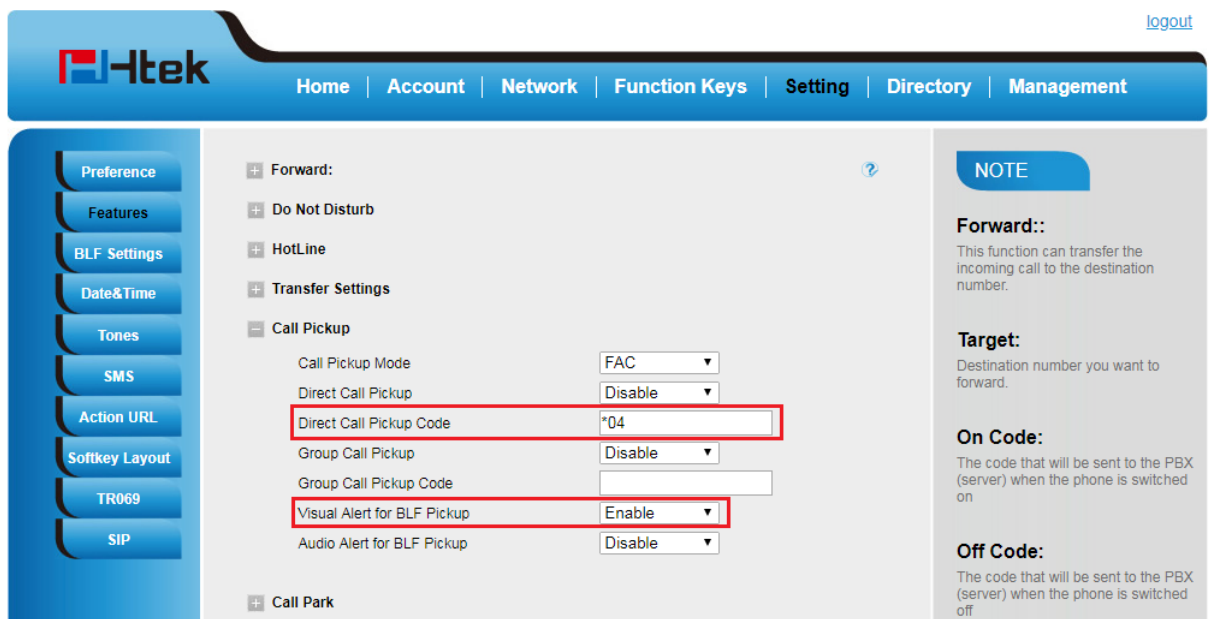 logout
Htek
Home Account Network Function Keys Setting Directory Management
Preference
Features
BLF Settings
Date&Time
Tones
SMS
Action URL
Softkey Layout
TR069
SIP
Forward:
Do Not Disturb
HotLine
Transfer Settings
Call Pickup
Call Pickup Mode FAC
Direct Call Pickup Disable
Direct Call Pickup Code *04
Group Call Pickup Disable
Group Call Pickup Code
Visual Alert for BLF Pickup Enable
Audio Alert for BLF Pickup Disable
Call Park
NOTE
Forward::
This function can transfer the
incoming call to the destination
number.
Target:
Destination number you want to
forward.
On Code:
The code that will be sent to the PBX
(server) when the phone is switched
on
Off Code:
The code that will be sent to the PBX
(server) when the phone is switched
off